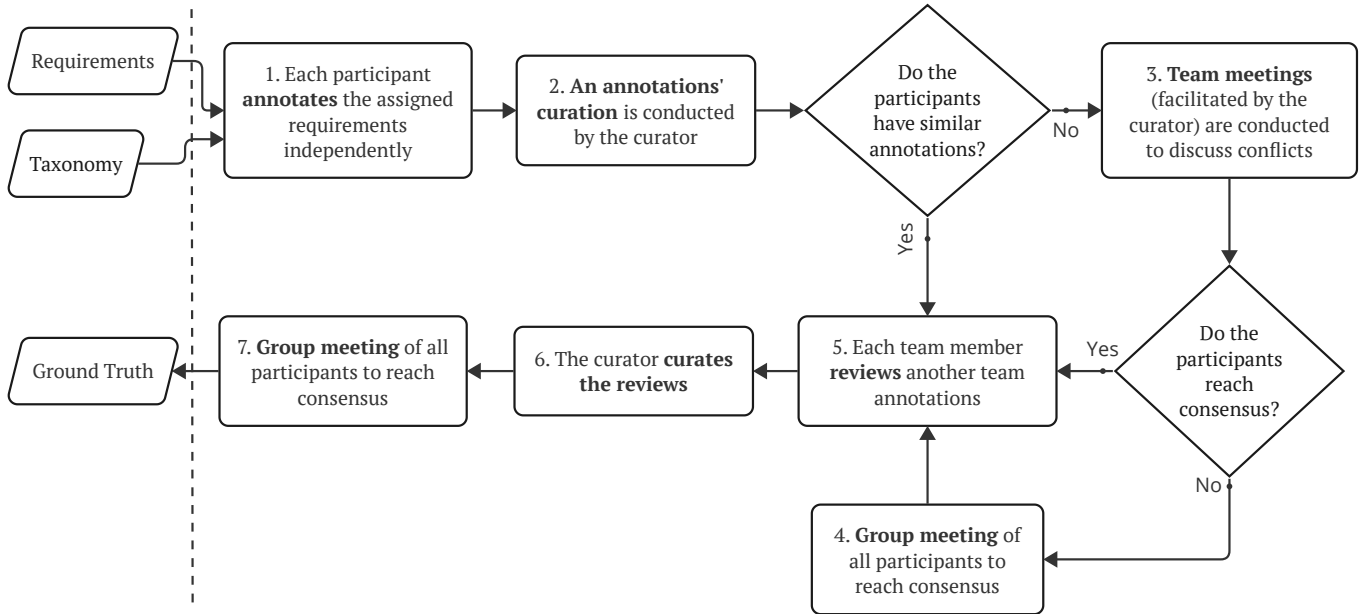 Requirements
Taxonomy
1. Each participant
annotates the assigned
requirements
independently
2. An annotations'
curation is conducted
by the curator
Do the
participants
have similar
annotations?
No
Yes
3. Team meetings
(facilitated by the
curator) are conducted
to discuss conflicts
Do the
participants
reach
consensus?
Yes
No
4. Group meeting of
all participants to
reach consensus
5. Each team member
reviews another team
annotations
6. The curator curates
the reviews
7. Group meeting of all
participants to reach
consensus
Ground Truth